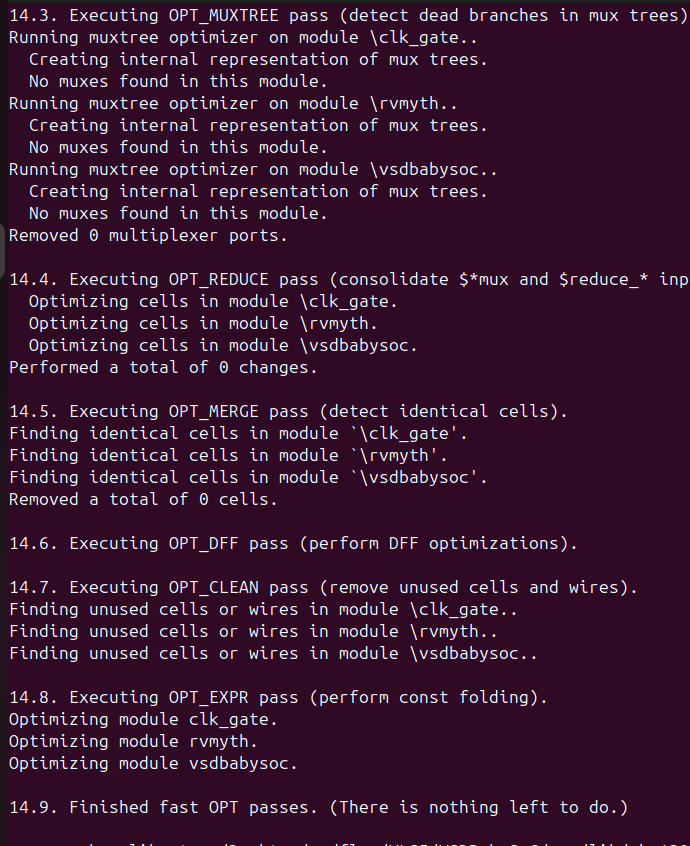 14.3. Executing OPT_MUXTREE pass (detect dead branches in mux trees)
Running muxtree optimizer on module \clk_gate..
  Creating internal representation of mux trees.
  No muxes found in this module.
Running muxtree optimizer on module \rvmyth..
  Creating internal representation of mux trees.
  No muxes found in this module.
Running muxtree optimizer on module \vsdbabysoc..
  Creating internal representation of mux trees.
  No muxes found in this module.
Removed 0 multiplexer ports.
14.4. Executing OPT_REDUCE pass (consolidate $*mux and $reduce_* inp
  Optimizing cells in module \clk_gate.
  Optimizing cells in module \rvmyth.
  Optimizing cells in module \vsdbabysoc.
Performed a total of 0 changes.
14.5. Executing OPT_MERGE pass (detect identical cells).
Finding identical cells in module `\clk_gate'.
Finding identical cells in module `\rvmyth'.
Finding identical cells in module `\vsdbabysoc'.
Removed a total of 0 cells.
14.6. Executing OPT_DFF pass (perform DFF optimizations).
14.7. Executing OPT_CLEAN pass (remove unused cells and wires).
Finding unused cells or wires in module \clk_gate..
Finding unused cells or wires in module \rvmyth..
Finding unused cells or wires in module \vsdbabysoc..
14.8. Executing OPT_EXPR pass (perform const folding).
Optimizing module clk_gate.
Optimizing module rvmyth.
Optimizing module vsdbabysoc.
14.9. Finished fast OPT passes. (There is nothing left to do.)